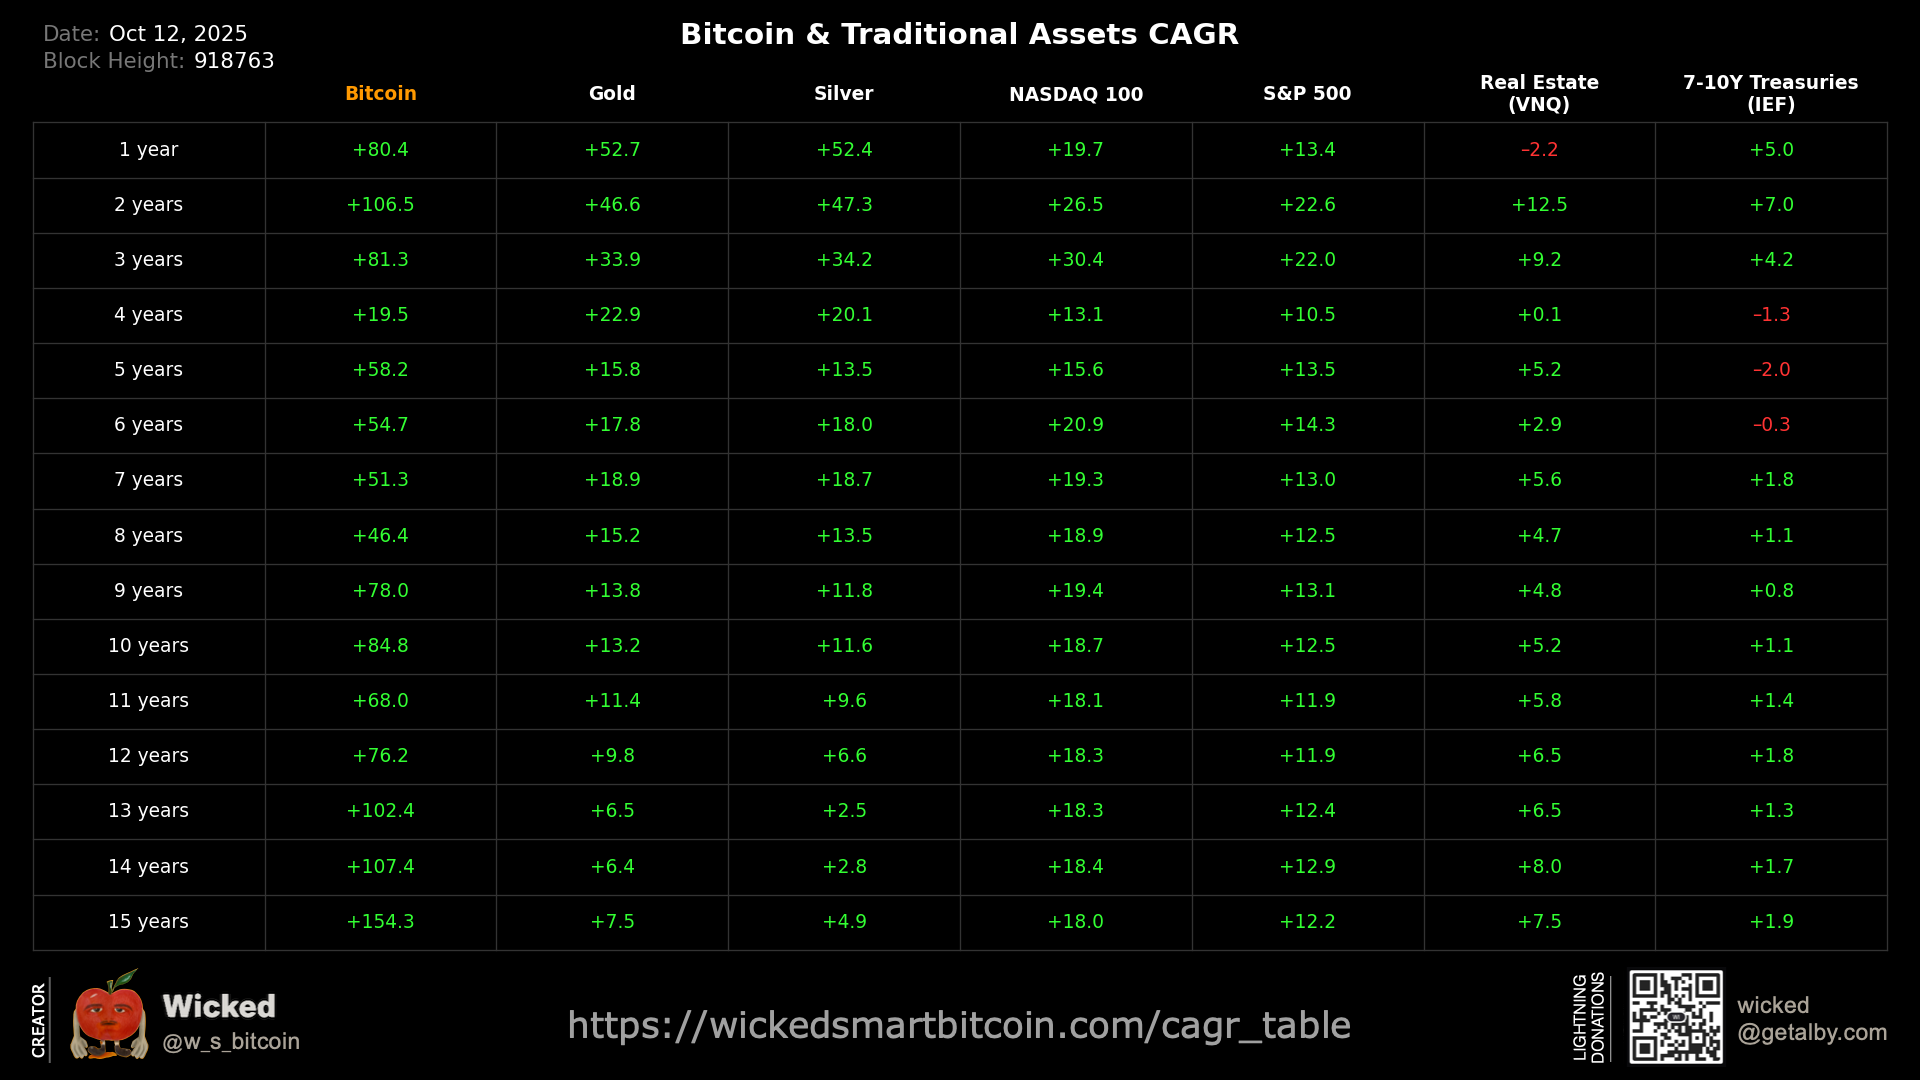 Date: Oct 12, 2025
Block Height: 918763
Bitcoin & Traditional Assets CAGR
Bitcoin Gold Silver NASDAQ 100 S&P 500 Real Estate (VNQ) 7-10Y Treasuries (IEF)
1 year +80.4 +52.7 +52.4 +19.7 +13.4 –2.2 +5.0
2 years +106.5 +46.6 +47.3 +26.5 +22.6 +12.5 +7.0
3 years +81.3 +33.9 +34.2 +30.4 +22.0 +9.2 +4.2
4 years +19.5 +22.9 +20.1 +13.1 +10.5 +0.1 –1.3
5 years +58.2 +15.8 +13.5 +15.6 +13.5 +5.2 –2.0
6 years +54.7 +17.8 +18.0 +20.9 +14.3 +2.9 –0.3
7 years +51.3 +18.9 +18.7 +19.3 +13.0 +5.6 +1.8
8 years +46.4 +15.2 +13.5 +18.9 +12.5 +4.7 +1.1
9 years +78.0 +13.8 +11.8 +19.4 +13.1 +4.8 +0.8
10 years +84.8 +13.2 +11.6 +18.7 +12.5 +5.2 +1.1
11 years +68.0 +11.4 +9.6 +18.1 +11.9 +5.8 +1.4
12 years +76.2 +9.8 +6.6 +18.3 +11.9 +6.5 +1.8
13 years +102.4 +6.5 +2.5 +18.3 +12.4 +6.5 +1.3
14 years +107.4 +6.4 +2.8 +18.4 +12.9 +8.0 +1.7
15 years +154.3 +7.5 +4.9 +18.0 +12.2 +7.5 +1.9
CREATOR
Wicked
@w_s_bitcoin
https://wickedsmartbitcoin.com/cagr_table
LIGHTNING
DONATIONS
wicked
@getalby.com